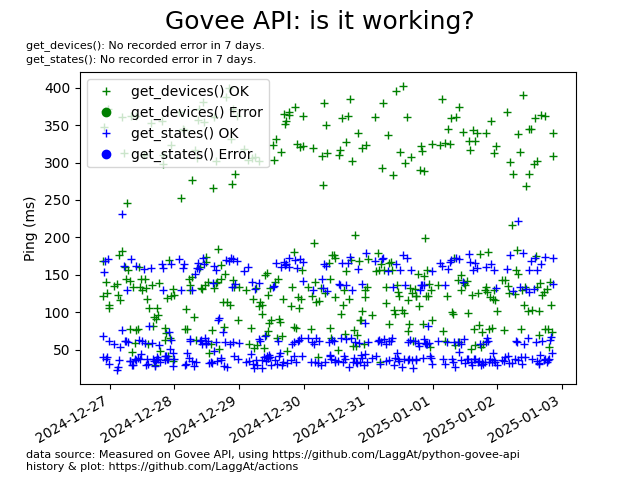 Govee API: is it working?
get_devices(): No recorded error in 7 days.
get_states(): No recorded error in 7 days.
get_devices() OK
get_devices() Error
get_states() OK
get_states() Error
Ping (ms)
400
350
300
250
200
150
100
50
2024-12-27
2024-12-28
2024-12-29
2024-12-30
2024-12-31
2025-01-01
2025-01-02
2025-01-03
data source: Measured on Govee API, using https://github.com/LaggAt/python-govee-api
history & plot: https://github.com/LaggAt/actions